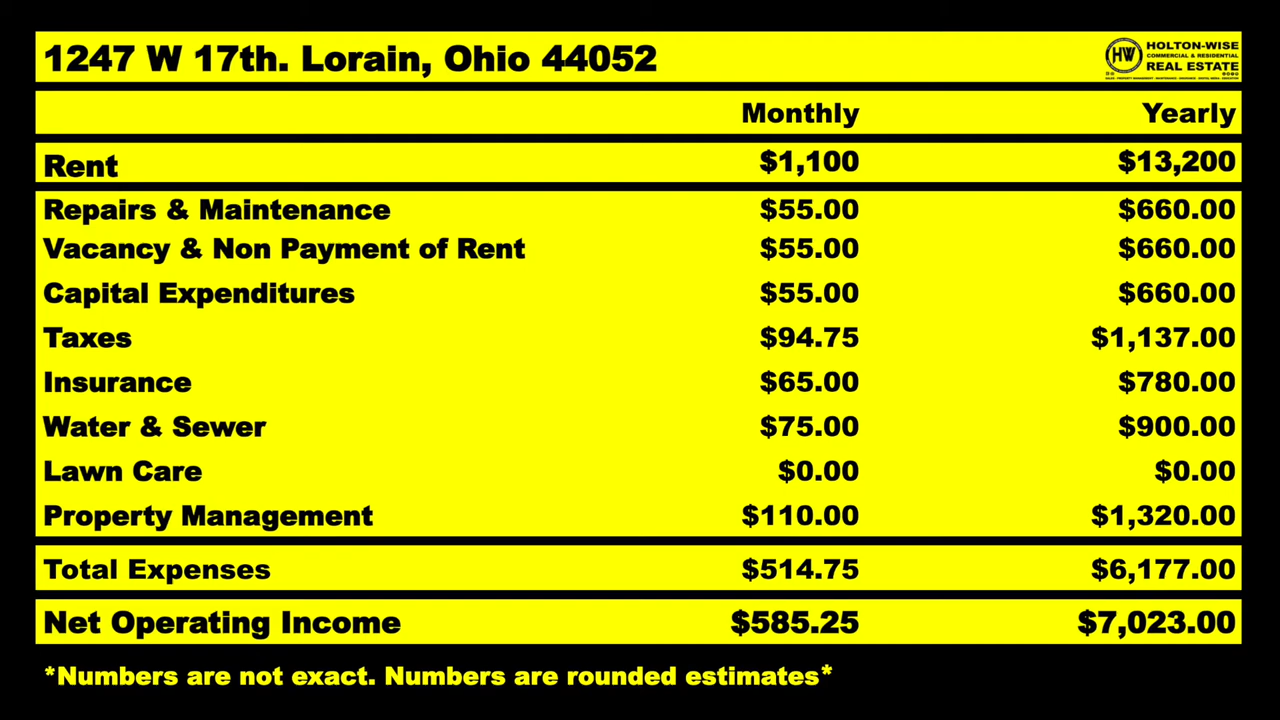 1247 W 17th. Lorain, Ohio 44052
HW
HOLTON-WISE
COMMERCIAL & RESIDENTIAL
REAL ESTATE
Monthly Yearly
Rent $1,100 $13,200
Repairs & Maintenance $55.00 $660.00
Vacancy & Non Payment of Rent $55.00 $660.00
Capital Expenditures $55.00 $660.00
Taxes $94.75 $1,137.00
Insurance $65.00 $780.00
Water & Sewer $75.00 $900.00
Lawn Care $0.00 $0.00
Property Management $110.00 $1,320.00
Total Expenses $514.75 $6,177.00
Net Operating Income $585.25 $7,023.00
*Numbers are not exact. Numbers are rounded estimates*